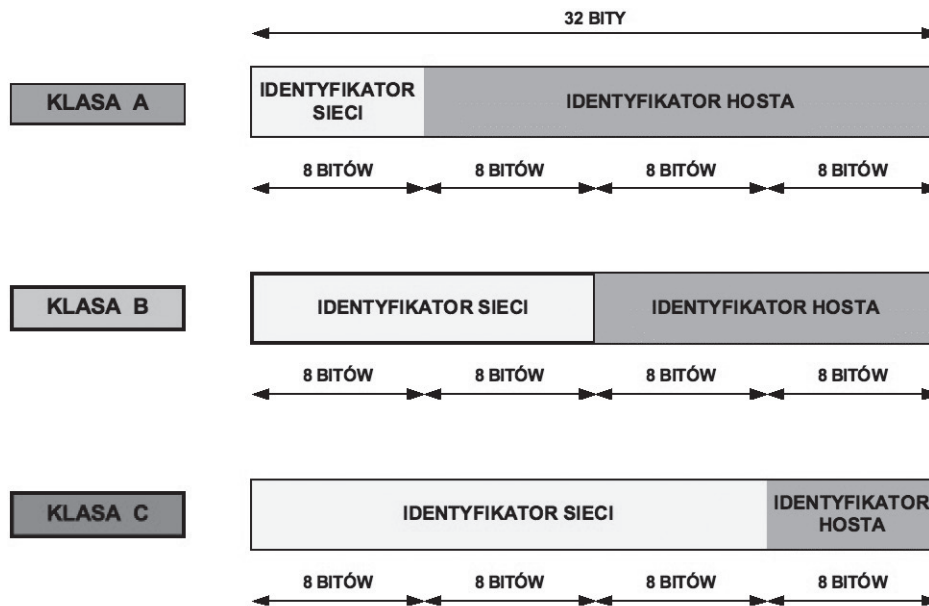 32 BITY
KLASA A
IDENTYFIKATOR
SIECI
IDENTYFIKATOR HOSTA
8 BITÓW 8 BITÓW 8 BITÓW 8 BITÓW
KLASA B
IDENTYFIKATOR SIECI
IDENTYFIKATOR HOSTA
8 BITÓW 8 BITÓW 8 BITÓW 8 BITÓW
KLASA C
IDENTYFIKATOR SIECI
IDENTYFIKATOR
HOSTA
8 BITÓW 8 BITÓW 8 BITÓW 8 BITÓW